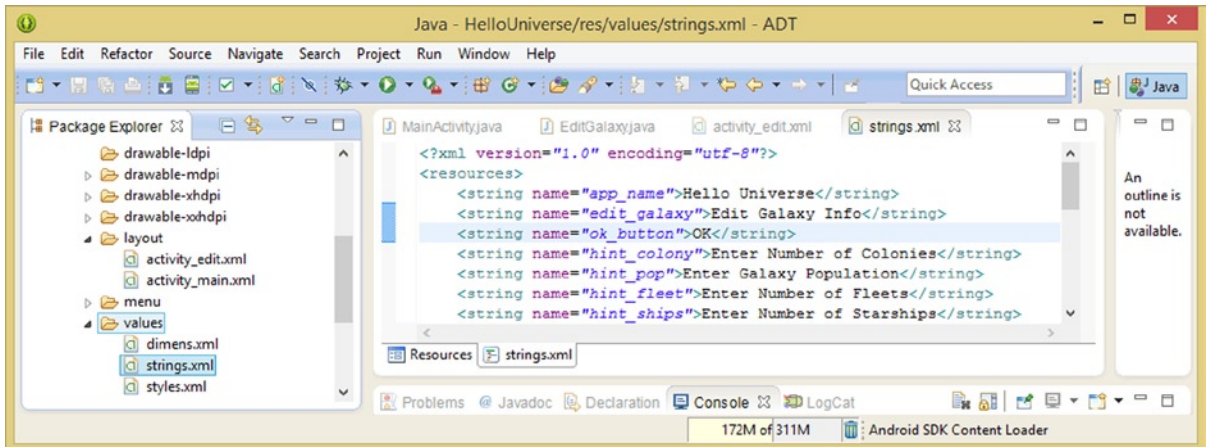 Java - HelloUniverse/res/values/strings.xml - ADT
File Edit Refactor Source Navigate Search Project Run Window Help
Quick Access
Java
Package Explorer
drawable-ldpi
drawable-mdpi
drawable-xhdpi
drawable-xxhdpi
layout
activity_edit.xml
activity_main.xml
menu
values
dimens.xml
strings.xml
styles.xml
MainActivity.java EditGalaxy.java activity_edit.xml strings.xml
<?xml version="1.0" encoding="utf-8"?>
<resources>
<string name="app_name">Hello Universe</string>
<string name="edit_galaxy">Edit Galaxy Info</string>
<string name="ok_button">OK</string>
<string name="hint_colony">Enter Number of Colonies</string>
<string name="hint_pop">Enter Galaxy Population</string>
<string name="hint_fleet">Enter Number of Fleets</string>
<string name="hint_ships">Enter Number of Starships</string>
Resources strings.xml
An
outline is
not
available.
Problems Javadoc Declaration Console LogCat
172M of 311M Android SDK Content Loader